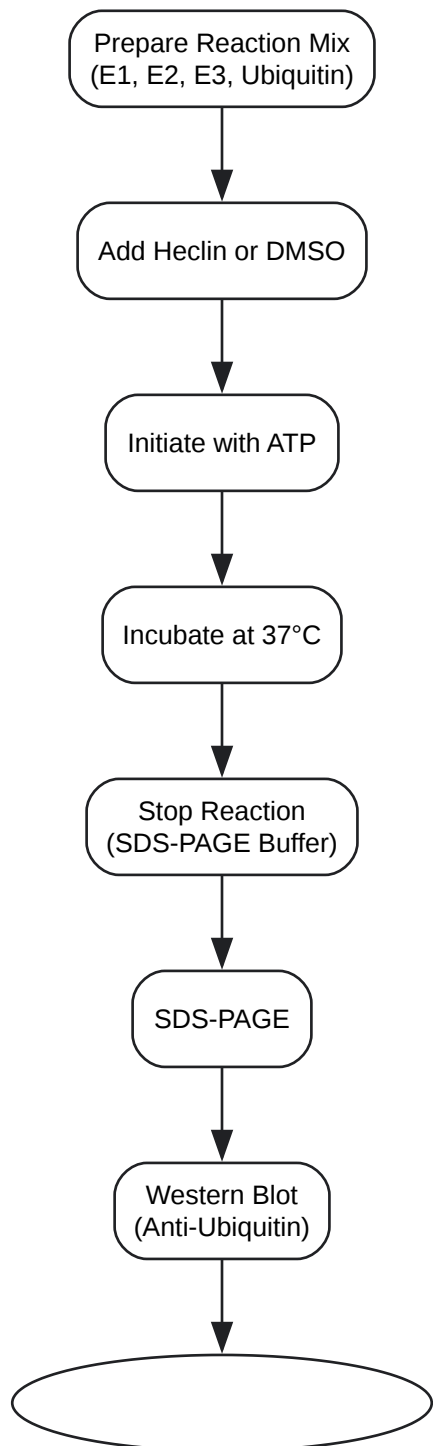 Prepare Reaction Mix
(E1, E2, E3, Ubiquitin)
Add Heclin or DMSO
Initiate with ATP
Incubate at 37°C
Stop Reaction
(SDS-PAGE Buffer)
SDS-PAGE
Western Blot
(Anti-Ubiquitin)